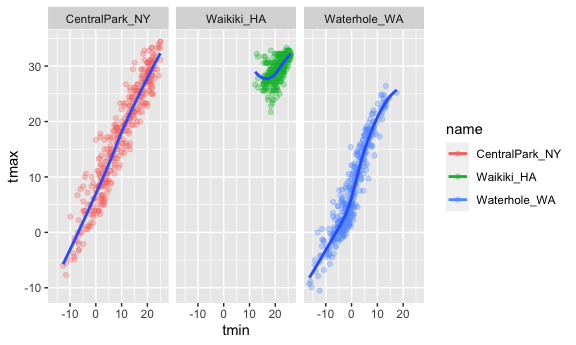 CentralPark_NY Waikiki_HA Waterhole_WA
30
20
10
0
-10
tmax
-10 0 10 20 -10 0 10 20 -10 0 10 20
tmin
name
CentralPark_NY
Waikiki_HA
Waterhole_WA